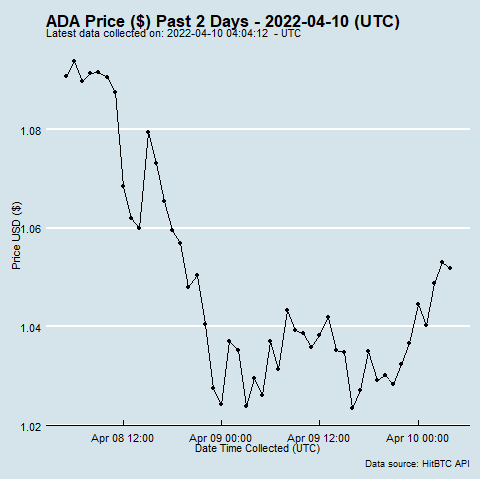 ADA Price ($) Past 2 Days - 2022-04-10 (UTC)
Latest data collected on: 2022-04-10 04:04:12 - UTC
1.08
1.06
1.04
1.02
Price USD ($)
Apr 08 12:00 Apr 09 00:00 Apr 09 12:00 Apr 10 00:00
Date Time Collected (UTC)
Data source: HitBTC API